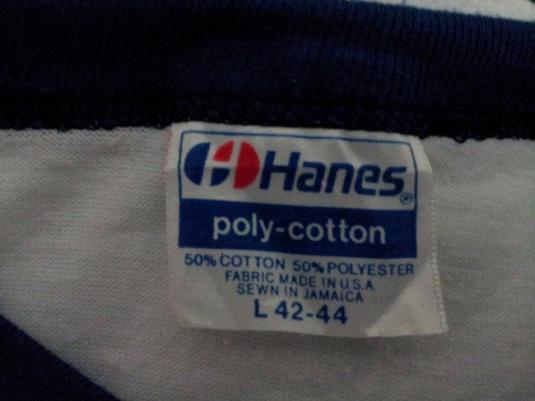 Hanes®
poly-cotton
50% COTTON 50% POLYESTER
FABRIC MADE IN U.S.A.
SEWN IN JAMAICA
L 42-44